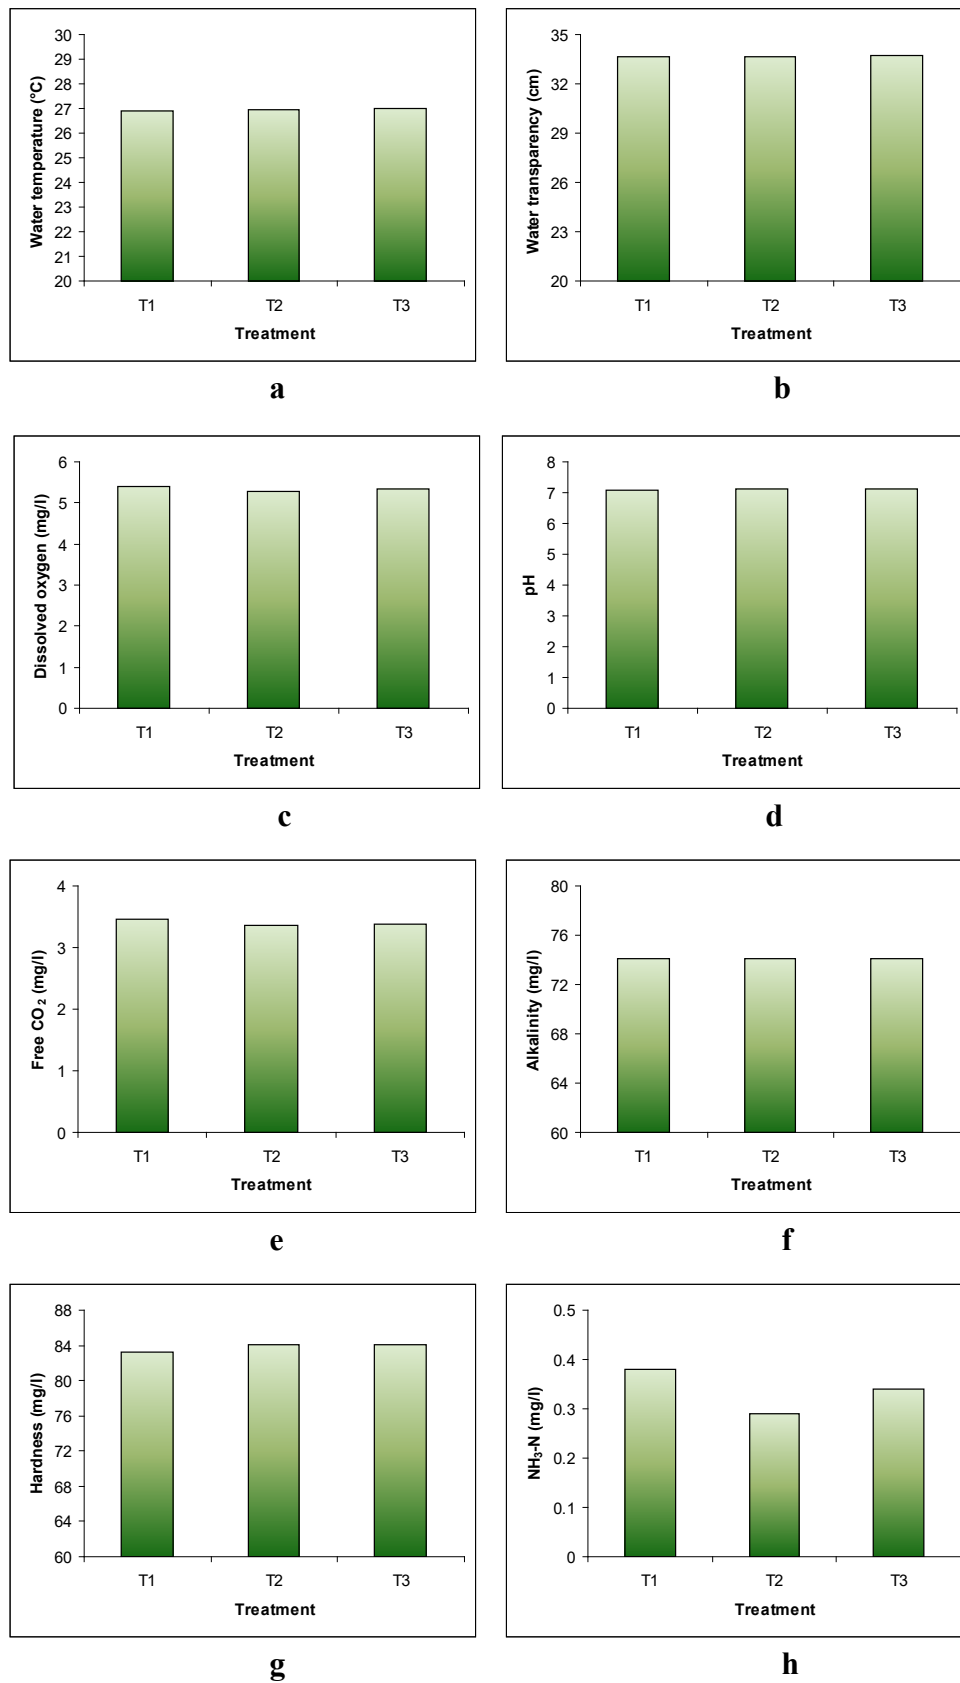 30
29
28
27
26
25
24
23
22
21
20
Water temperature (°C)
T1 T2 T3
Treatment
a
35
32
29
26
23
20
Water transparency (cm)
T1 T2 T3
Treatment
b
6
5
4
3
2
1
0
Dissolved oxygen (mg/l)
T1 T2 T3
Treatment
c
8
7
6
5
4
3
2
1
0
pH
T1 T2 T3
Treatment
d
4
3
2
1
0
Free CO₂ (mg/l)
T1 T2 T3
Treatment
e
80
76
72
68
64
60
Alkalinity (mg/l)
T1 T2 T3
Treatment
f
88
84
80
76
72
68
64
60
Hardness (mg/l)
T1 T2 T3
Treatment
g
0.5
0.4
0.3
0.2
0.1
0
NH₃-N (mg/l)
T1 T2 T3
Treatment
h